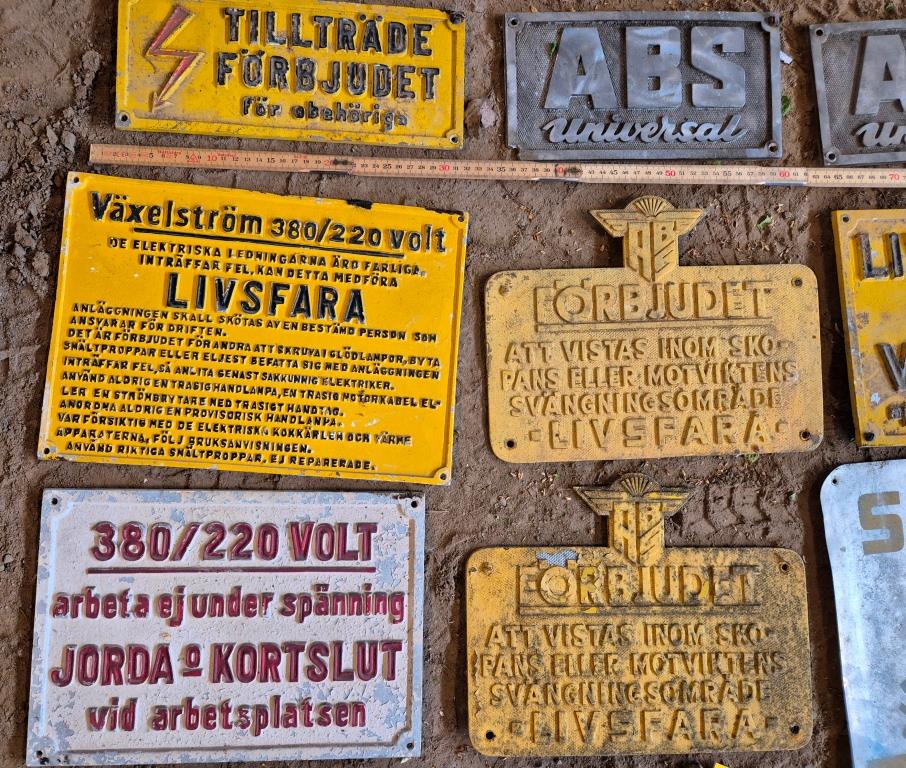 TILLTRÄDE
FÖRBJUDET
för obehöriga
ABS
universal
Växelström 380/220 volt
DE ELEKTRISKA LEDNINGARNA ÄRO FARLIGA,
INTRÄFFAR FEL, KAN DETTA MEDFÖRA
LIVSFARA
ANLÄGGNINGEN SKALL SKÖTAS AV EN BESTÄMD PERSON SOM
ANSVARAR FÖR DRIFTEN.
DET ÄR FÖRBJUDET FÖR ANDRA ATT SKRUVA I GLÖDLAMPOR, BYTA
SMÄLTPROPPAR ELLER ELJEST BEFATTA SIG MED ANLÄGGNINGEN
INTRÄFFAR FEL, SÅ ANLITA GENAST SAKKUNNIG ELEKTRIKER.
ANVÄND ALDRIG EN TRASIG HANDLAMPA, EN TRASIG MOTORKABEL EL-
LER EN STRÖMBRYTARE MED TRASIGT HANDTAG.
ANORDNA ALDRIG EN PROVISORISK HANDLAMPA.
VAR FÖRSIKTIG MED DE ELEKTRISKA KOKKÄRLEN OCH VÄRME
APPARATERNA, FÖLJ BRUKSANVISNINGEN.
ANVÄND RIKTIGA SMÄLTPROPPAR, EJ REPARERADE.
ABS
FÖRBJUDET
ATT VISTAS INOM SKO-
PANS ELLER MOTVIKTENS
SVÄNGNINGSOMRÅDE
-LIVSFARA-
380/220 VOLT
arbeta ej under spänning
JORDA o KORTSLUT
vid arbetsplatsen
ABS
FÖRBJUDET
ATT VISTAS INOM SKO-
PANS ELLER MOTVIKTENS
SVÄNGNINGSOMRÅDE
-LIVSFARA-
A
un
LI
V
S